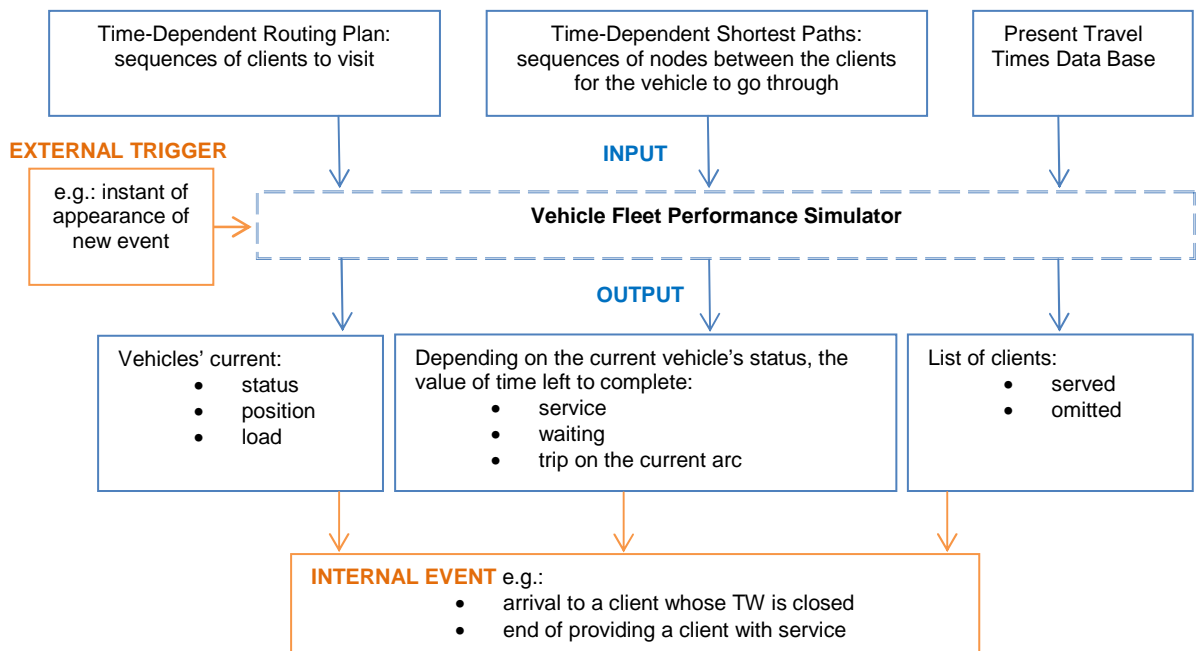 Time-Dependent Routing Plan:
sequences of clients to visit
Time-Dependent Shortest Paths:
sequences of nodes between the clients
for the vehicle to go through
Present Travel
Times Data Base
EXTERNAL TRIGGER
INPUT
e.g.: instant of
appearance of
new event
Vehicle Fleet Performance Simulator
OUTPUT
Vehicles' current:
• status
• position
• load
Depending on the current vehicle's status, the
value of time left to complete:
• service
• waiting
• trip on the current arc
List of clients:
• served
• omitted
INTERNAL EVENT e.g.:
• arrival to a client whose TW is closed
• end of providing a client with service